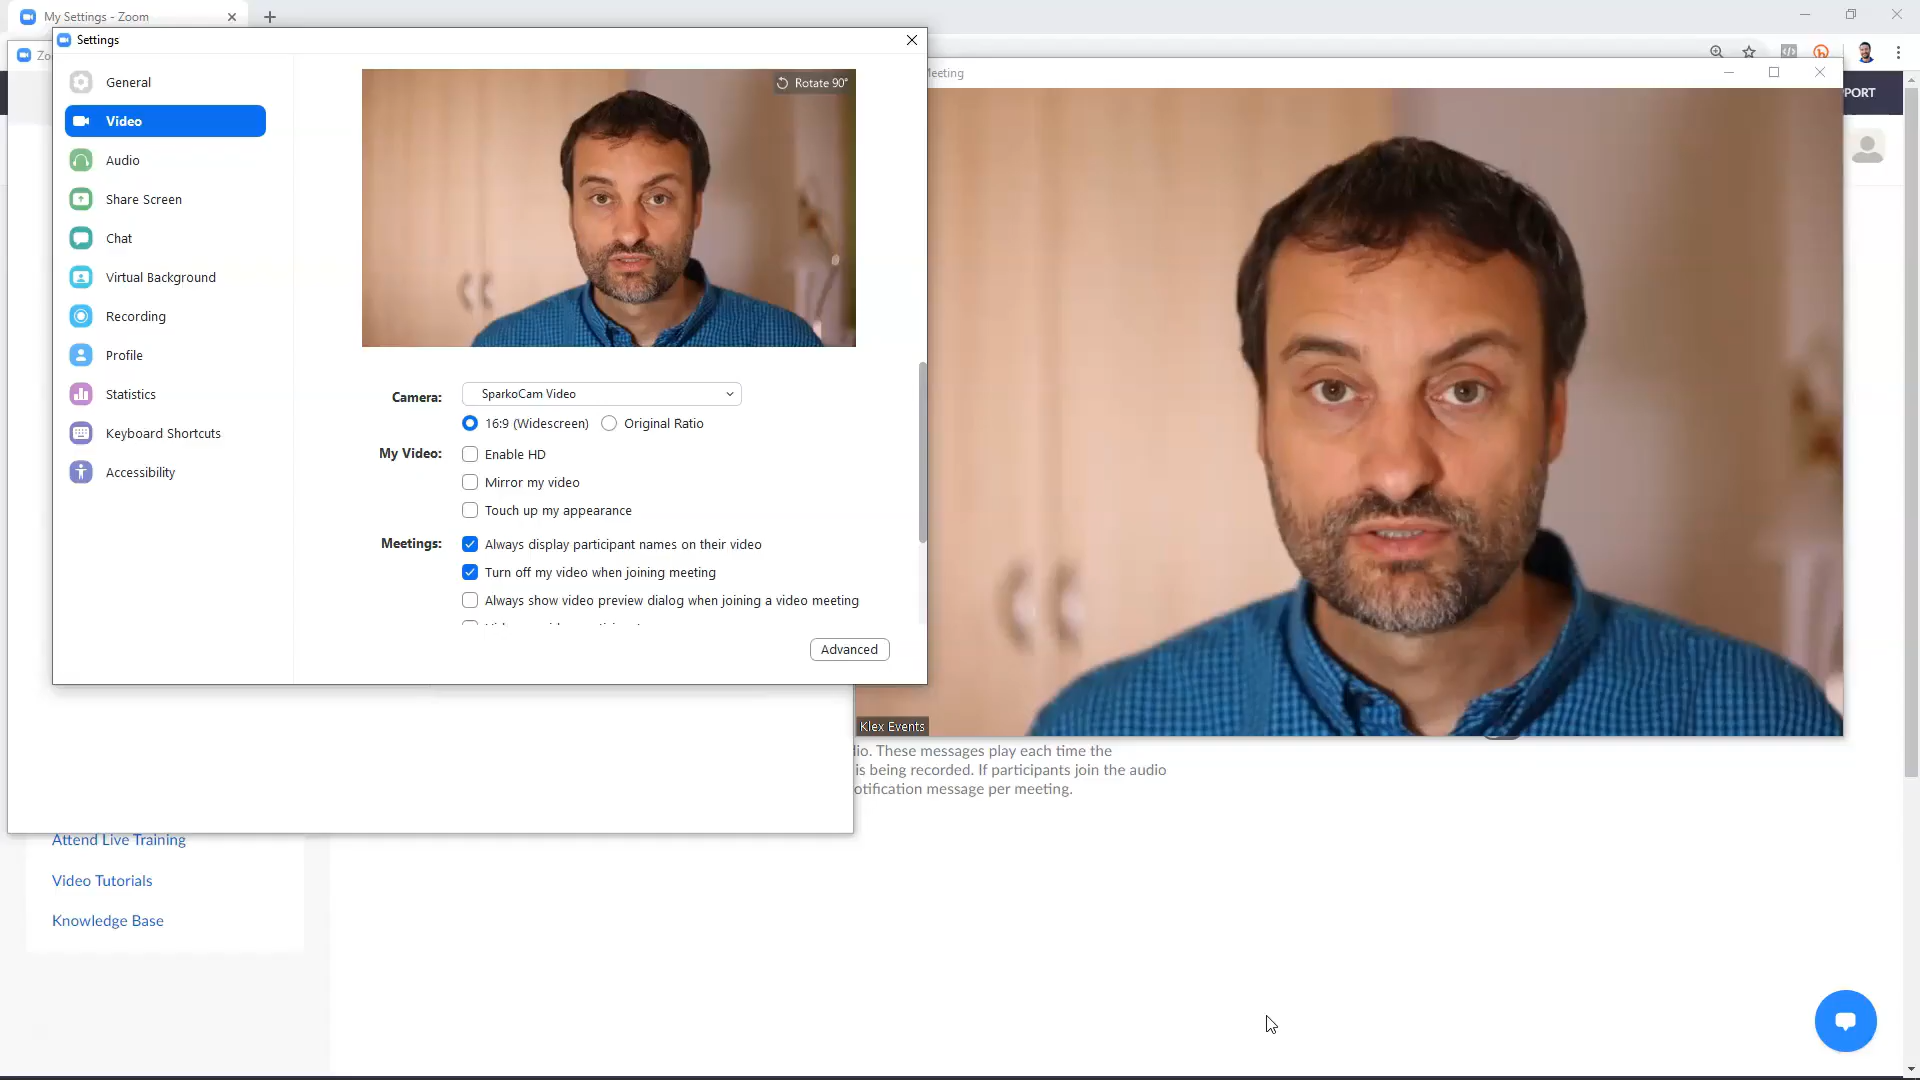 My Settings - Zoom
Zo
Settings
General
Video
Audio
Share Screen
Chat
Virtual Background
Recording
Profile
Statistics
Keyboard Shortcuts
Accessibility
Rotate 90°
Camera:
SparkoCam Video
16:9 (Widescreen)
Original Ratio
My Video:
Enable HD
Mirror my video
Touch up my appearance
Meetings:
Always display participant names on their video
Turn off my video when joining meeting
Always show video preview dialog when joining a video meeting
Advanced
Meeting
PORT
Klex Events
dio. These messages play each time the
is being recorded. If participants join the audio
otification message per meeting.
Attend Live Training
Video Tutorials
Knowledge Base